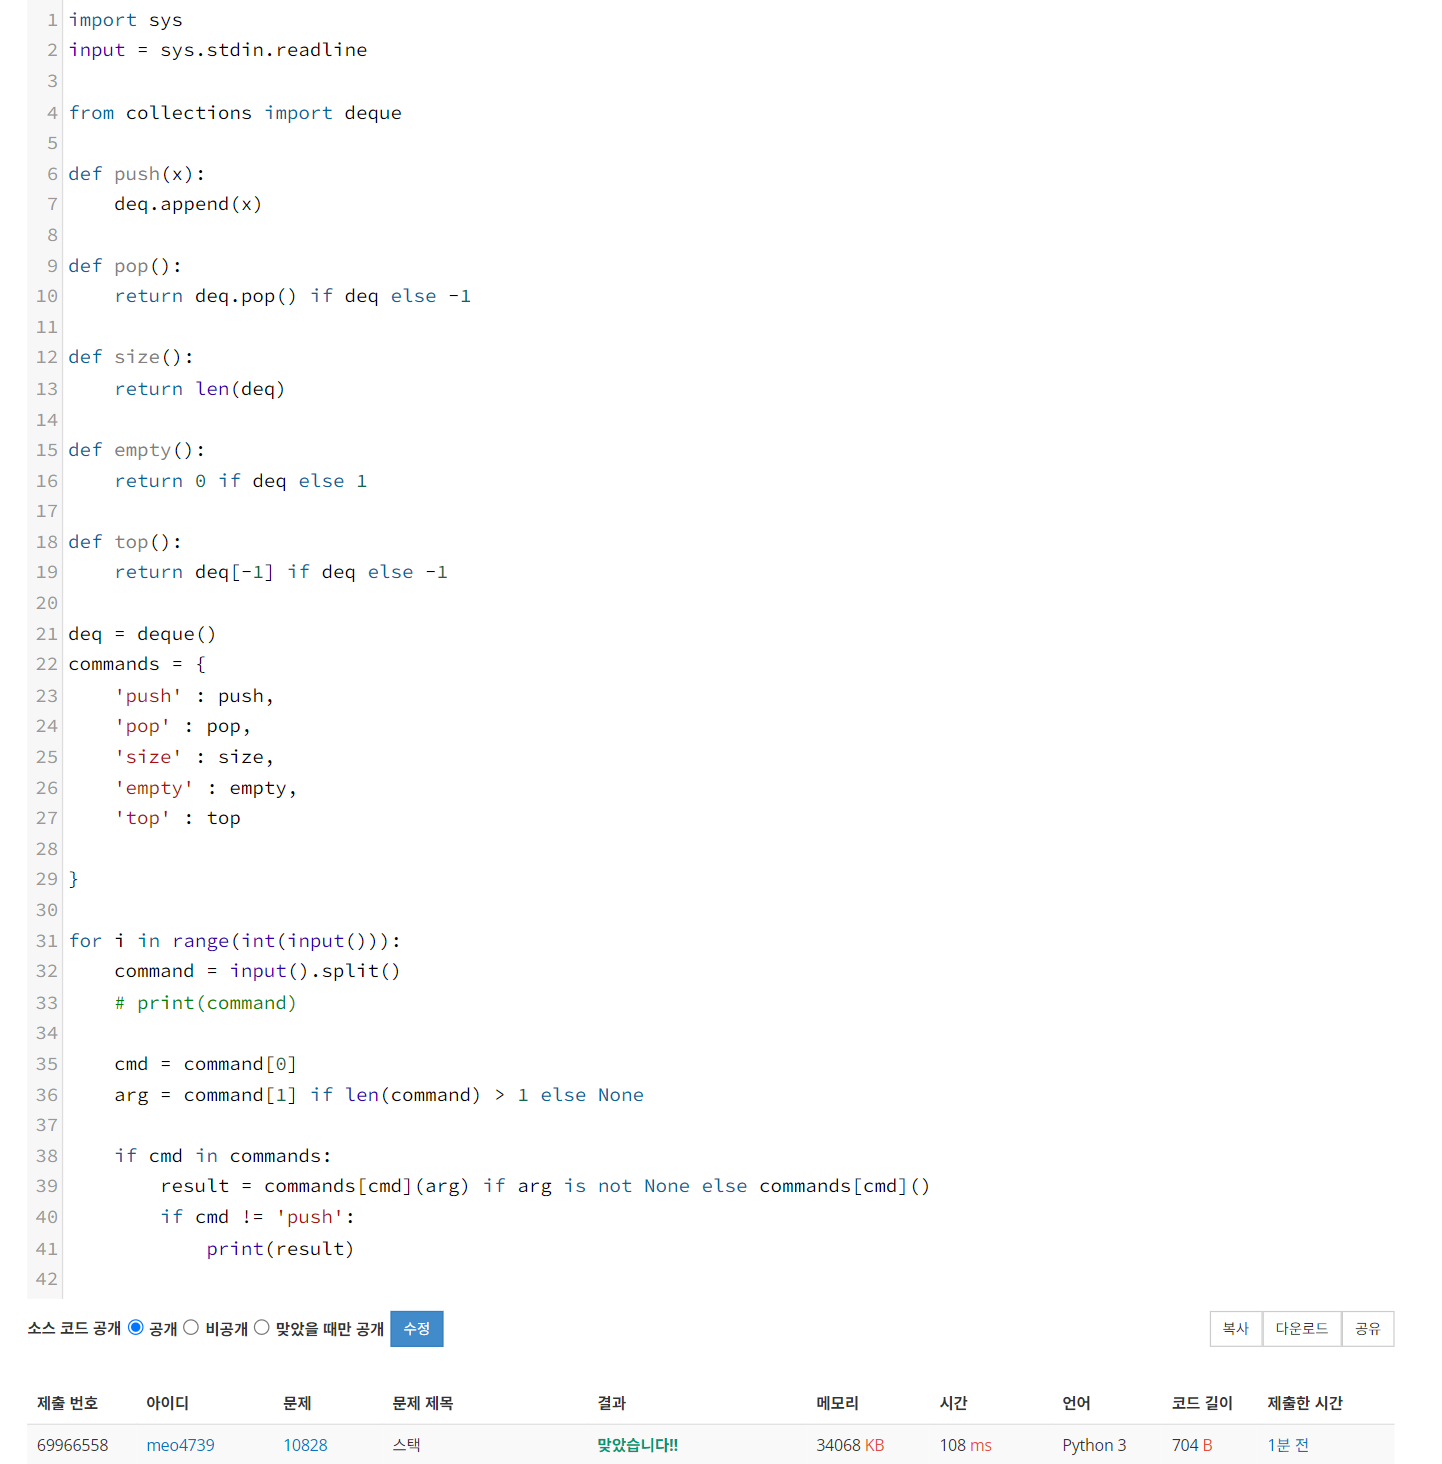 1 import sys
2 input = sys.stdin.readline
3
4 from collections import deque
5
6 def push(x):
7     deq.append(x)
8
9 def pop():
10     return deq.pop() if deq else -1
11
12 def size():
13     return len(deq)
14
15 def empty():
16     return 0 if deq else 1
17
18 def top():
19     return deq[-1] if deq else -1
20
21 deq = deque()
22 commands = {
23     'push' : push,
24     'pop' : pop,
25     'size' : size,
26     'empty' : empty,
27     'top' : top
28
29 }
30
31 for i in range(int(input())):
32     command = input().split()
33     # print(command)
34
35     cmd = command[0]
36     arg = command[1] if len(command) > 1 else None
37
38     if cmd in commands:
39         result = commands[cmd](arg) if arg is not None else commands[cmd]()
40         if cmd != 'push':
41             print(result)
42
소스 코드 공개 공개 비공개 맞았을 때만 공개 수정 복사 다운로드 공유
제출 번호 아이디 문제 문제 제목 결과 메모리 시간 언어 코드 길이 제출한 시간
69966558 meo4739 10828 스택 맞았습니다!! 34068 KB 108 ms Python 3 704 B 1분 전